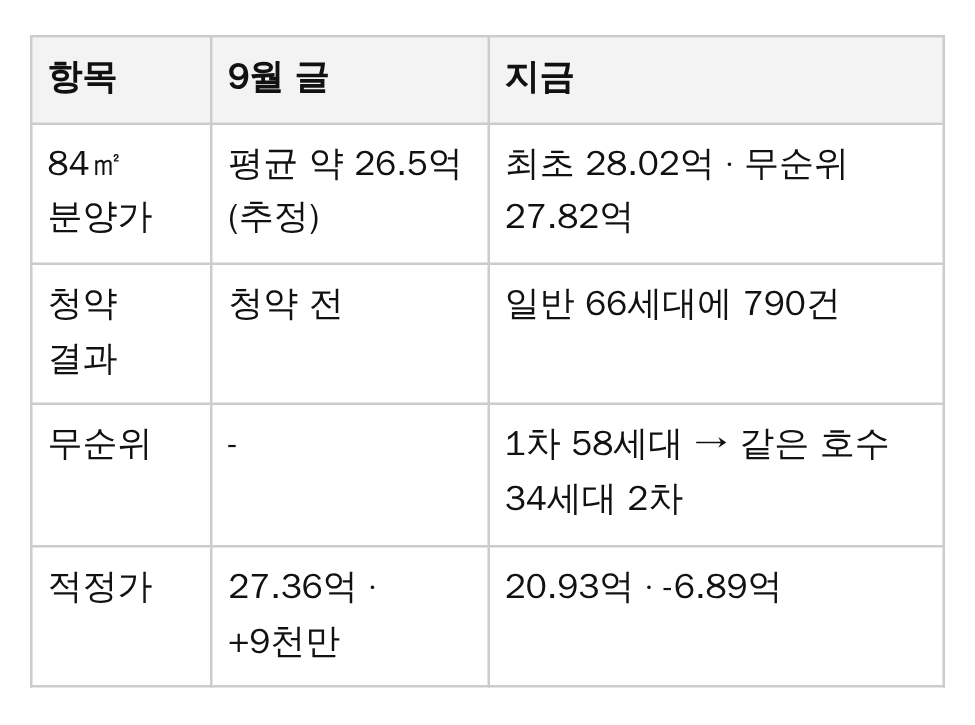 항목
9월 글
지금
84㎡
분양가
평균 약 26.5억
(추정)
최초 28.02억 · 무순위
27.82억
청약
결과
청약 전
일반 66세대에 790건
무순위
-
1차 58세대 → 같은 호수
34세대 2차
적정가
27.36억 ·
+9천만
20.93억 · -6.89억